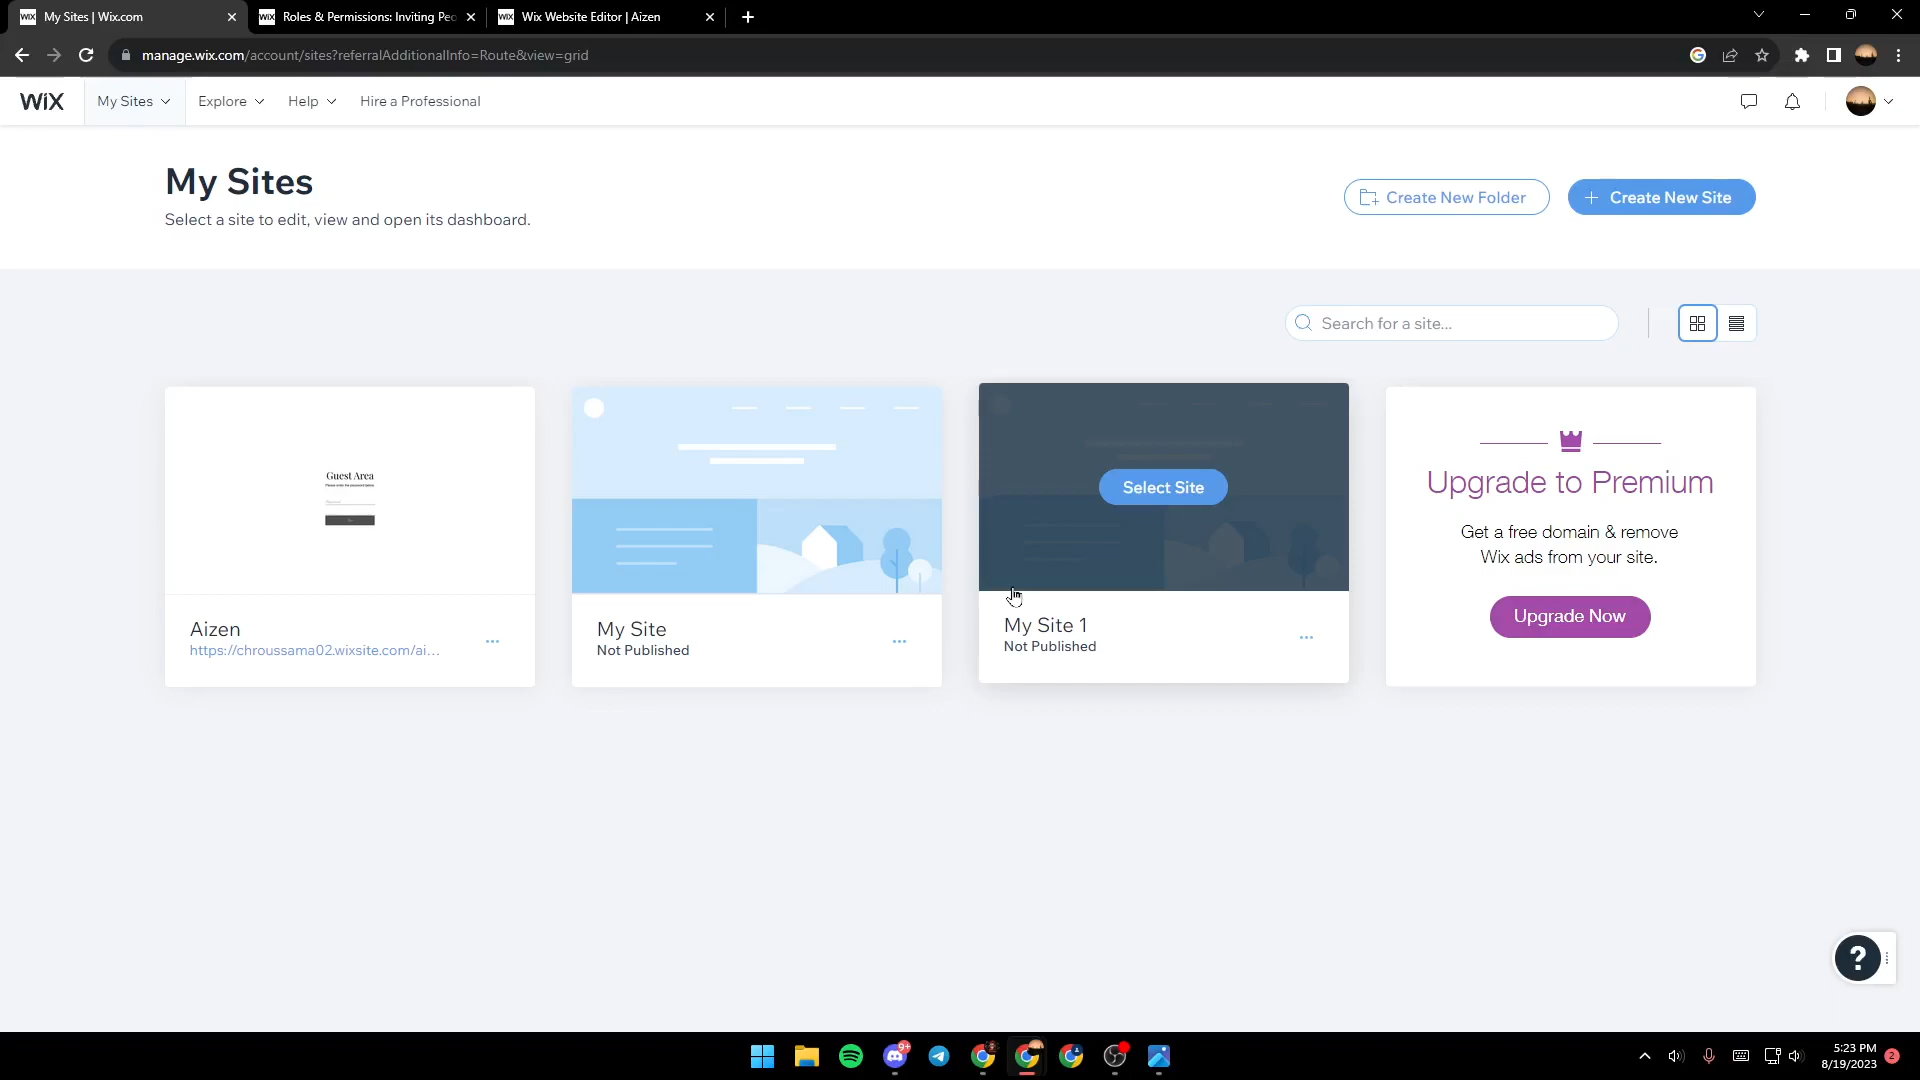 My Sites | Wix.com
Roles & Permissions: Inviting Peo
Wix Website Editor | Aizen
manage.wix.com/account/sites?referralAdditionalInfo=Route&view=grid
WiX
My Sites
Explore
Help
Hire a Professional
My Sites
Select a site to edit, view and open its dashboard.
Create New Folder
+ Create New Site
Search for a site...
Guest Area
Select Site
Upgrade to Premium
Get a free domain & remove
Wix ads from your site.
Upgrade Now
Aizen
https://chroussama02.wixsite.com/ai...
My Site
Not Published
My Site 1
Not Published
?
9+
5:23 PM
8/19/2023
2